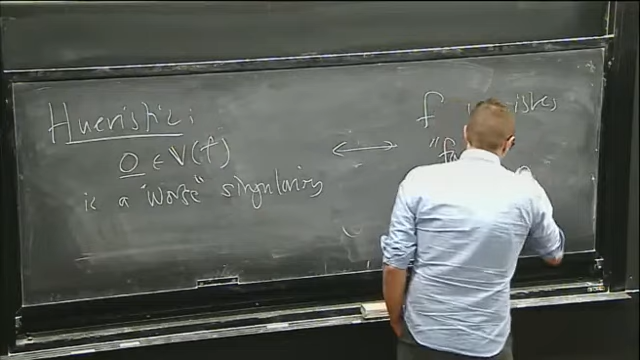 Hueristic:
0 ∈ V(f)
is a "worse" singularity
⟷
f